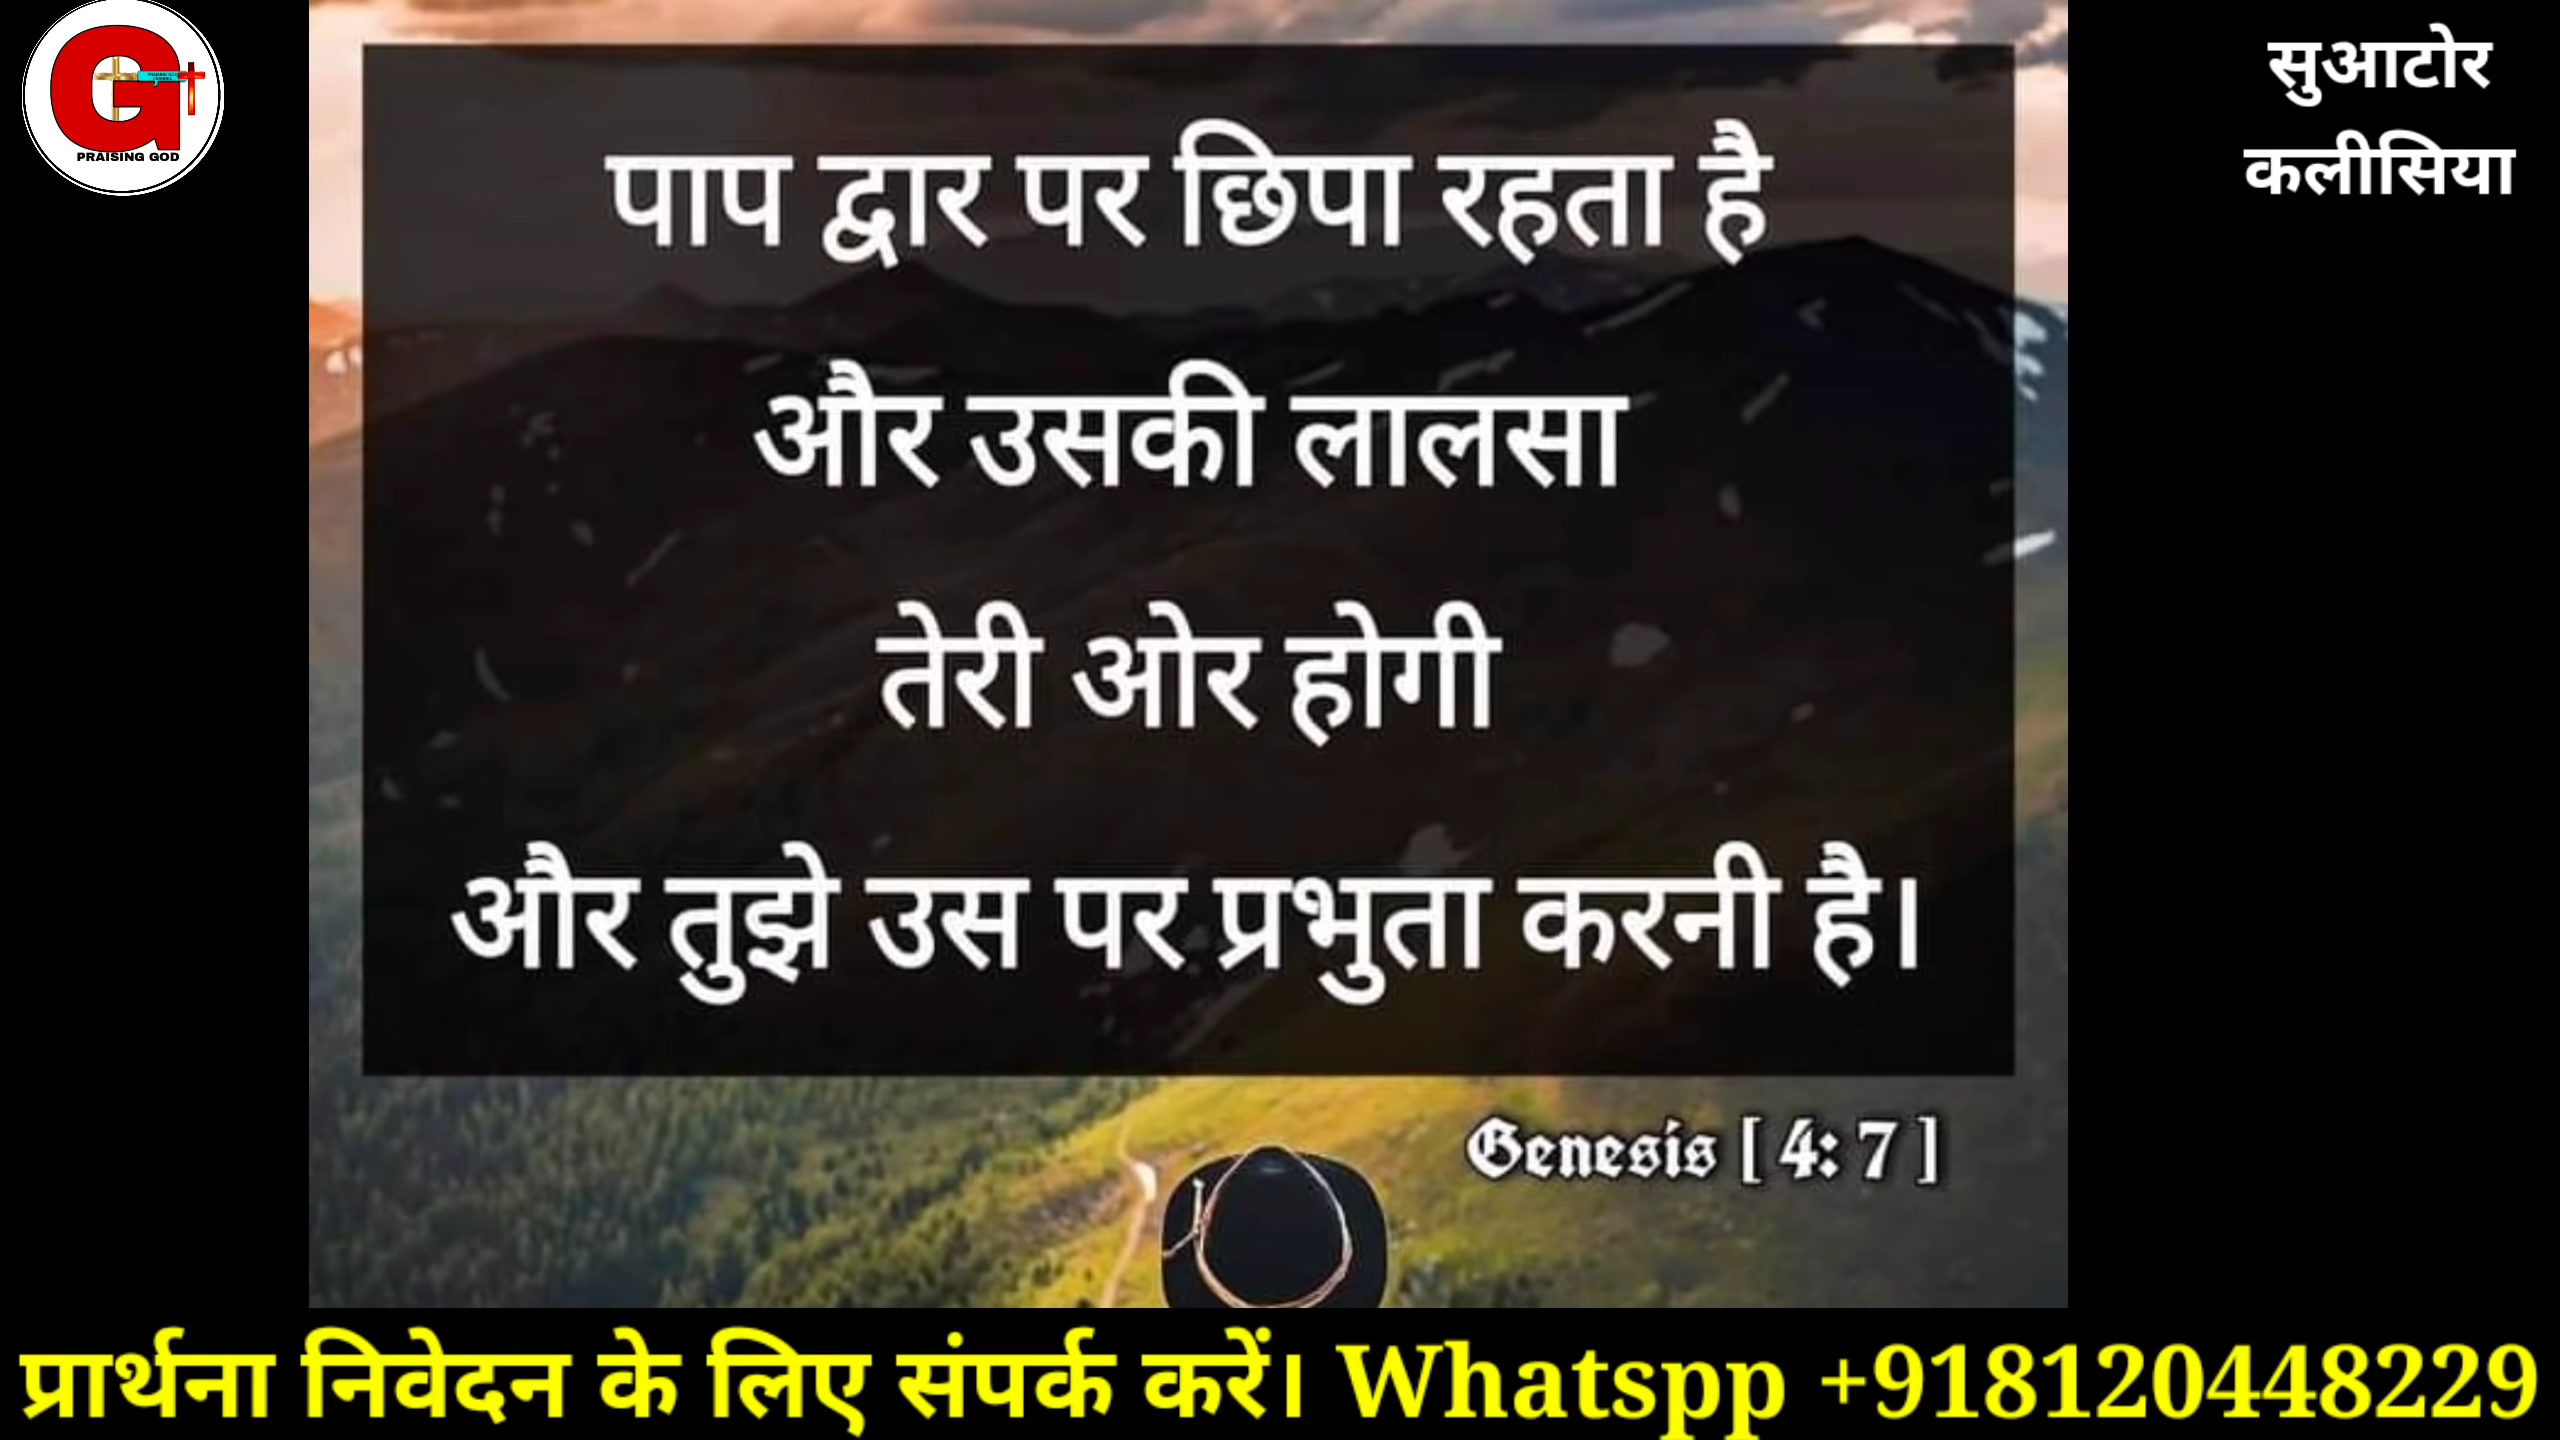 PRAISING GOD
सुआटोर
कलीसिया
पाप द्वार पर छिपा रहता है
और उसकी लालसा
तेरी ओर होगी
और तुझे उस पर प्रभुता करनी है।
Genesis [ 4: 7 ]
प्रार्थना निवेदन के लिए संपर्क करें। Whatspp +918120448229